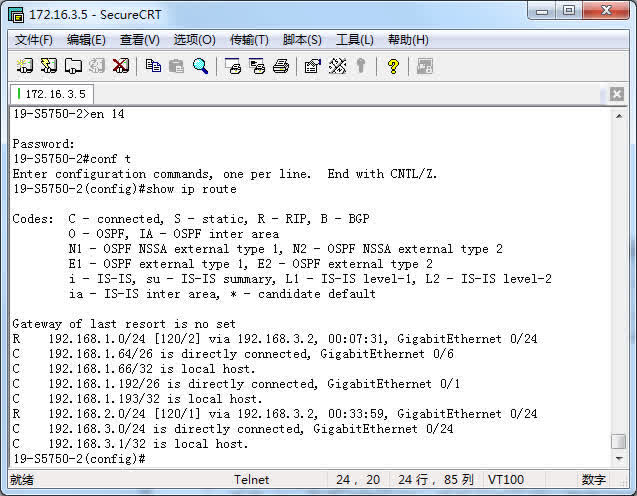 172.16.3.5 - SecureCRT
文件(F) 编辑(E) 查看(V) 选项(O) 传输(T) 脚本(S) 工具(L) 帮助(H)
172.16.3.5
19-S5750-2>en 14
Password:
19-S5750-2#conf t
Enter configuration commands, one per line.  End with CNTL/Z.
19-S5750-2(config)#show ip route
Codes:  C - connected, S - static, R - RIP, B - BGP
O - OSPF, IA - OSPF inter area
N1 - OSPF NSSA external type 1, N2 - OSPF NSSA external type 2
E1 - OSPF external type 1, E2 - OSPF external type 2
i - IS-IS, su - IS-IS summary, L1 - IS-IS level-1, L2 - IS-IS level-2
ia - IS-IS inter area, * - candidate default
Gateway of last resort is no set
R    192.168.1.0/24 [120/2] via 192.168.3.2, 00:07:31, GigabitEthernet 0/24
C    192.168.1.64/26 is directly connected, GigabitEthernet 0/6
C    192.168.1.66/32 is local host.
C    192.168.1.192/26 is directly connected, GigabitEthernet 0/1
C    192.168.1.193/32 is local host.
R    192.168.2.0/24 [120/1] via 192.168.3.2, 00:33:59, GigabitEthernet 0/24
C    192.168.3.0/24 is directly connected, GigabitEthernet 0/24
C    192.168.3.1/32 is local host.
19-S5750-2(config)#
就绪 Telnet 24, 20 24 行, 85 列 VT100 数字